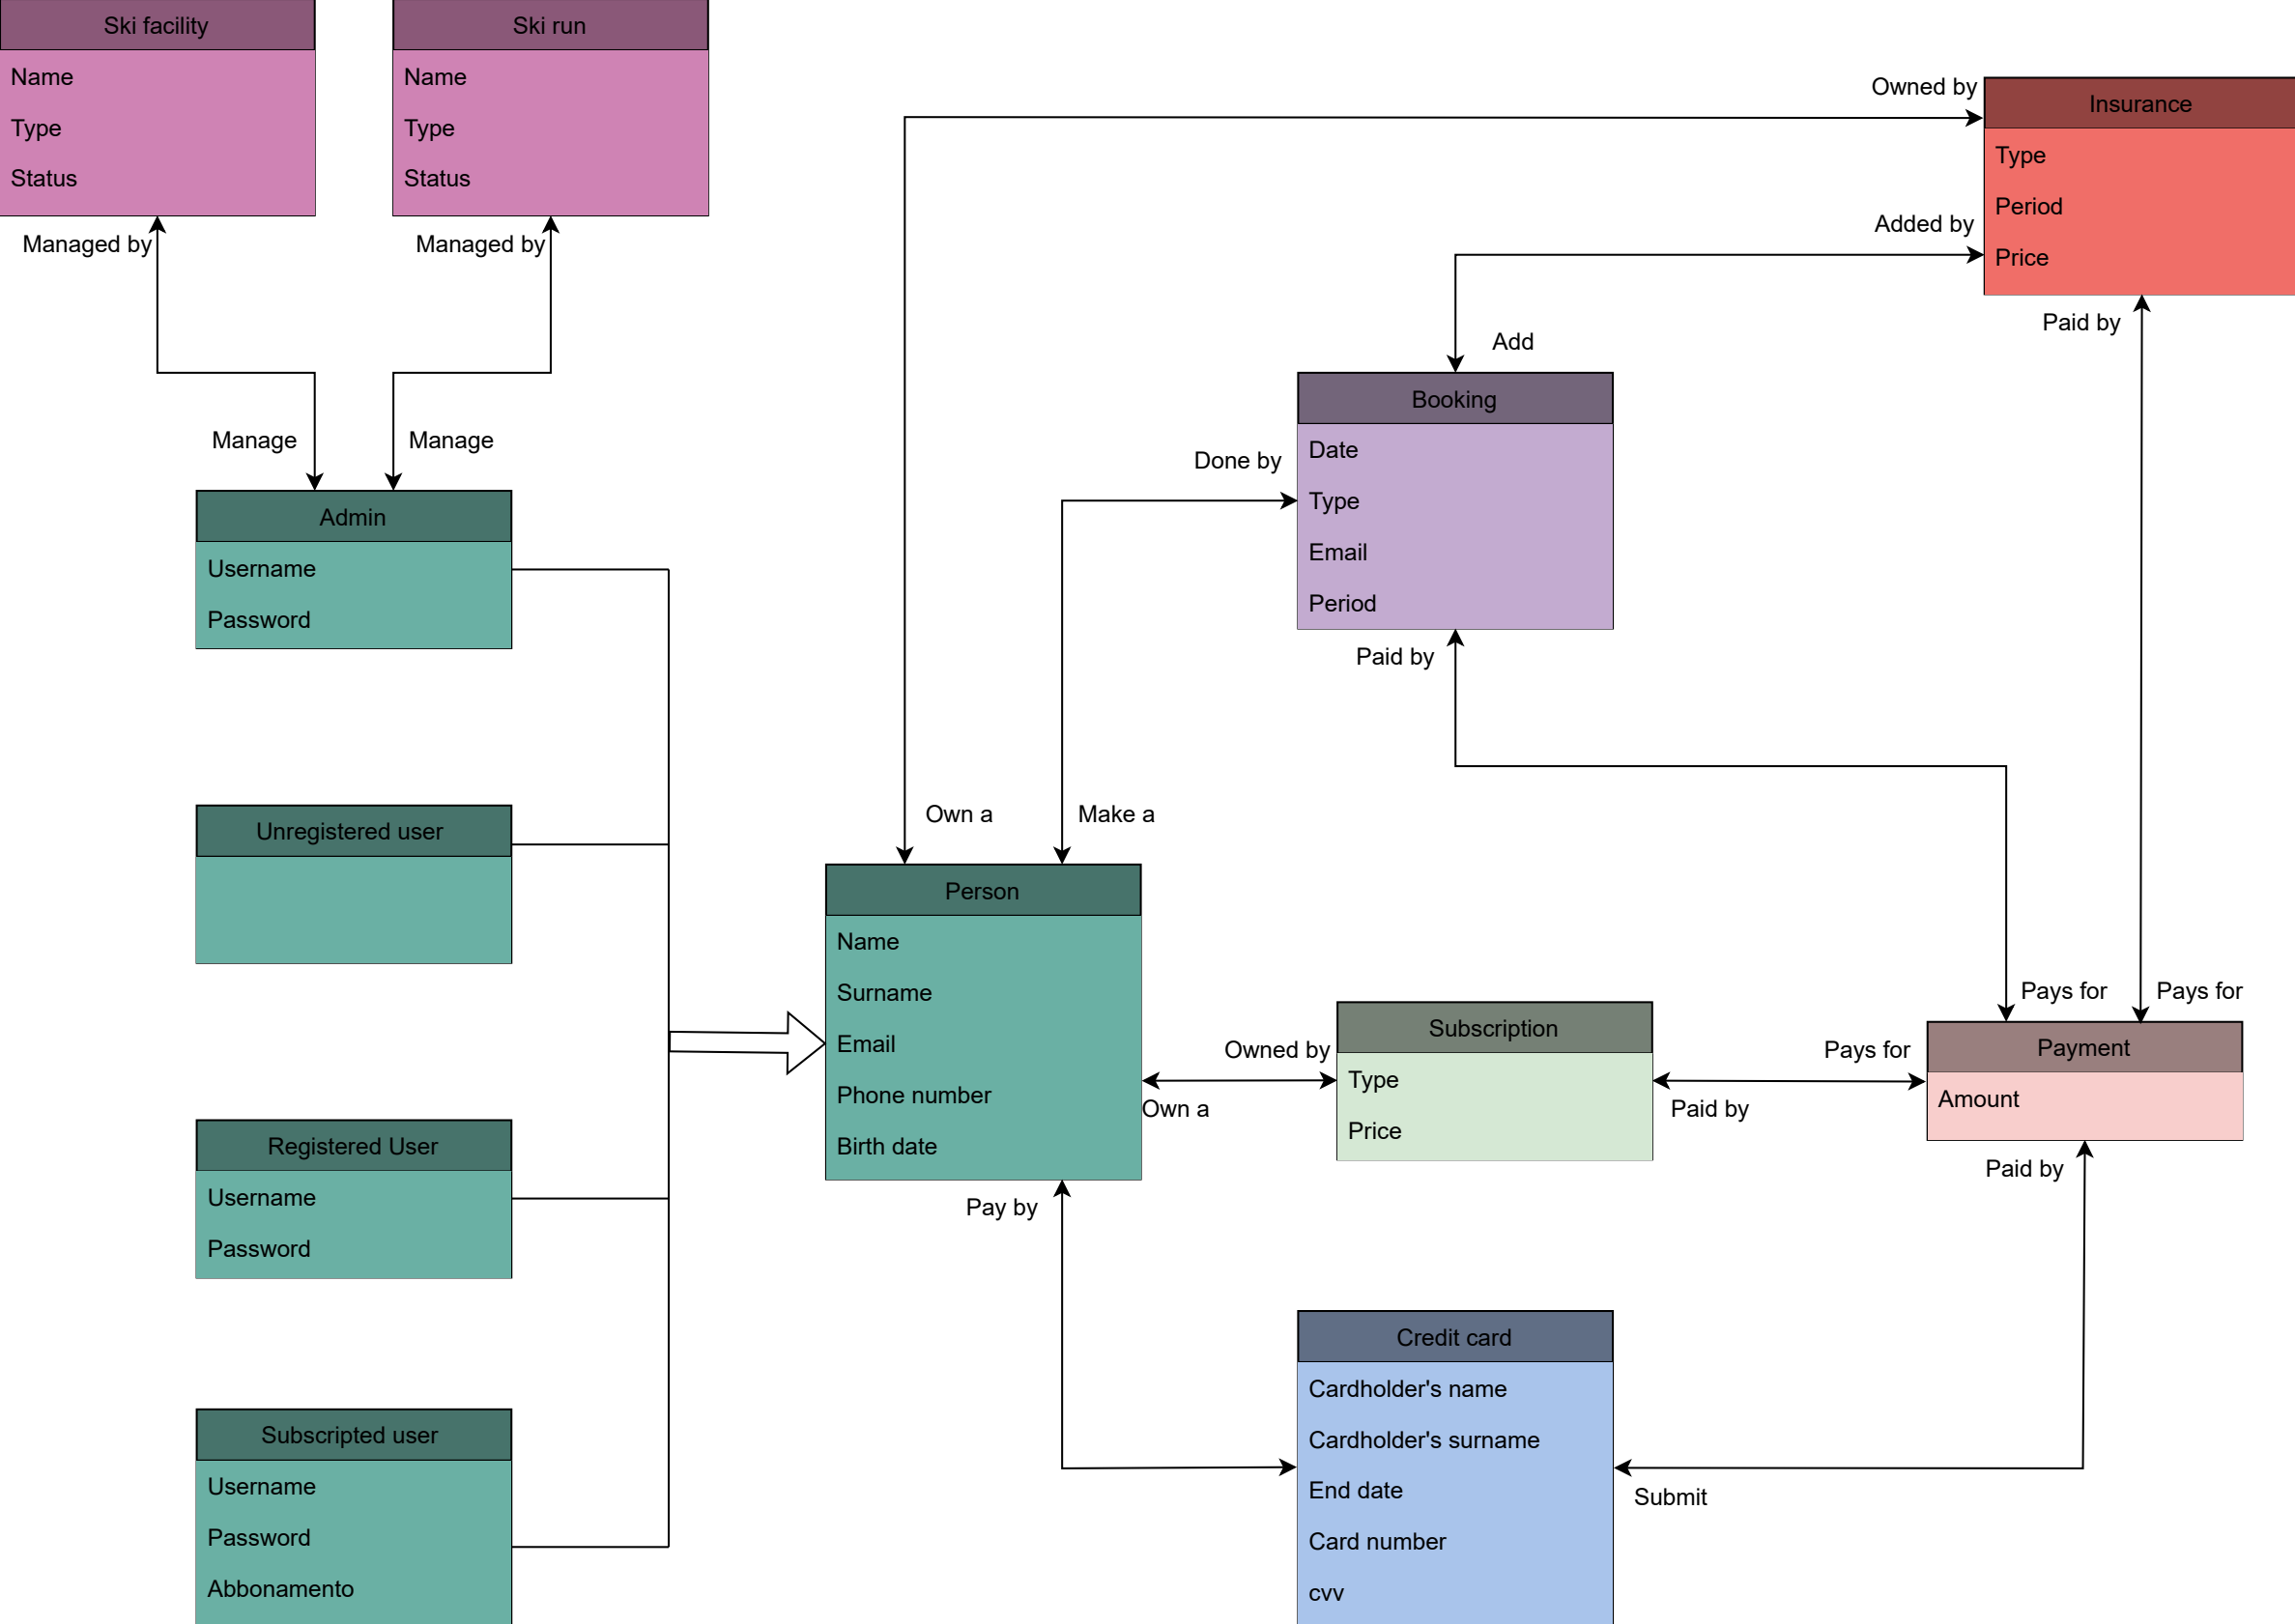 Ski facility
Name
Type
Status
Managed by
Ski run
Name
Type
Status
Managed by
Manage
Manage
Admin
Username
Password
Unregistered user
Registered User
Username
Password
Subscripted user
Username
Password
Abbonamento
Own a
Make a
Person
Name
Surname
Email
Phone number
Birth date
Own a
Pay by
Owned by
Insurance
Type
Period
Price
Added by
Paid by
Add
Booking
Date
Type
Email
Period
Done by
Paid by
Owned by
Subscription
Type
Price
Paid by
Pays for
Pays for
Pays for
Payment
Amount
Paid by
Credit card
Cardholder's name
Cardholder's surname
End date
Card number
cvv
Submit